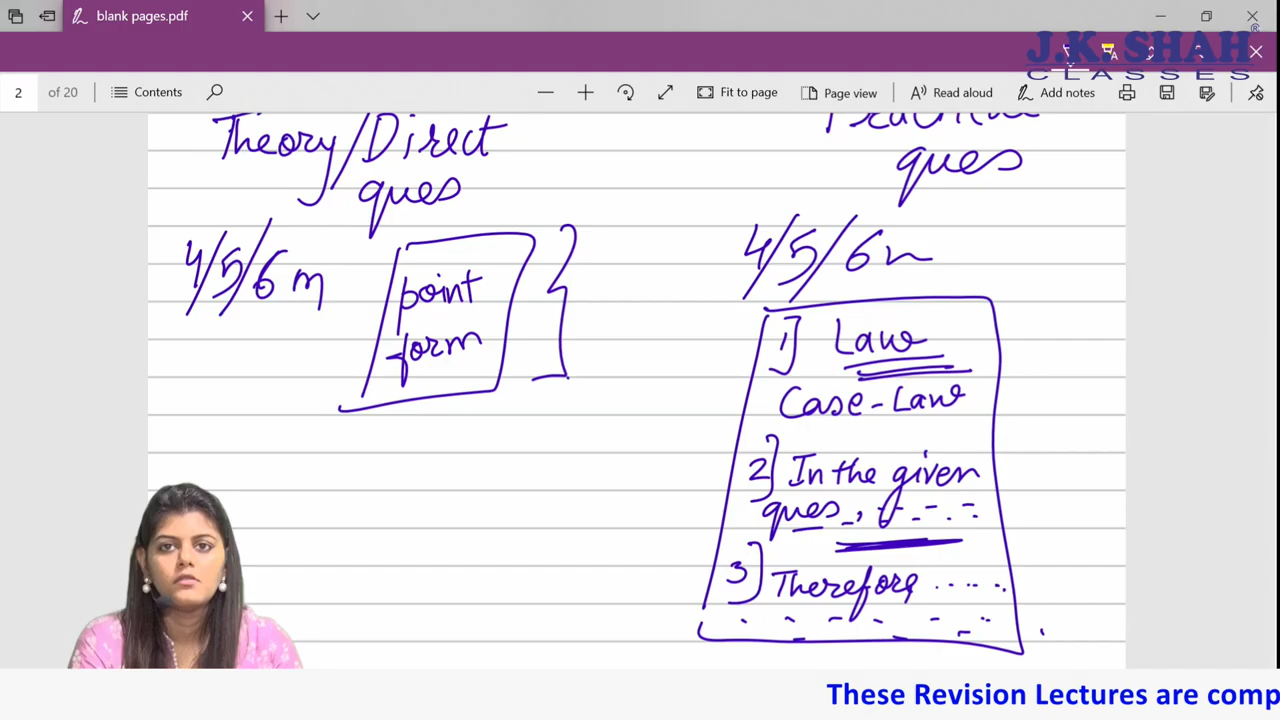 blank pages.pdf
J.K. SHAH
®
CLASSES
2 of 20
Contents
Fit to page
Page view
Read aloud
Add notes
Theory/Direct
ques
4/5/6 m
point
form
ques
4/5/6 m
1] Law
Case-Law
2] In the given
ques
3] Therefore .....
These Revision Lectures are comp